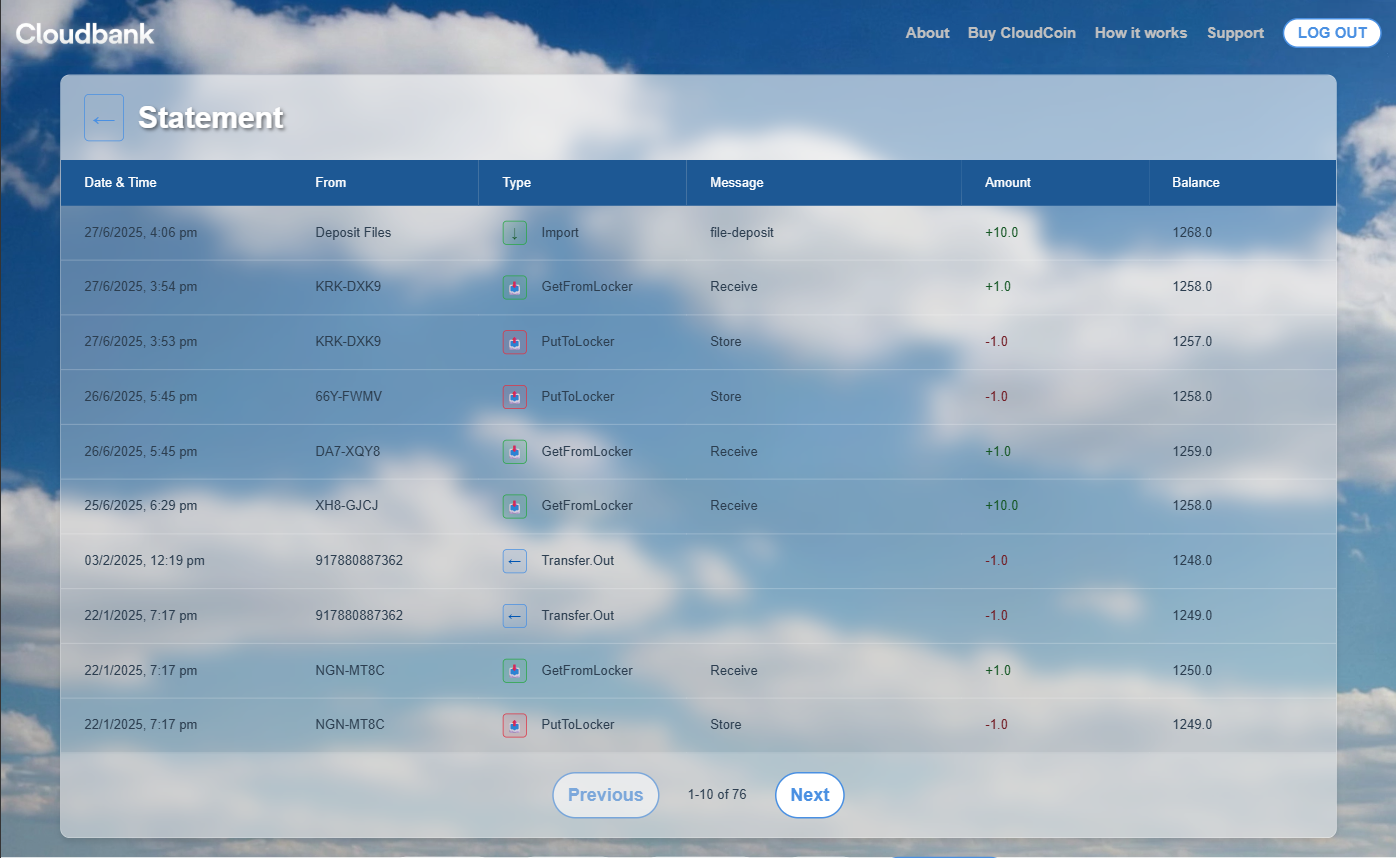 Cloudbank About Buy CloudCoin How it works Support LOG OUT
← Statement
Date & Time From Type Message Amount Balance
27/6/2025, 4:06 pm Deposit Files ↓ Import file-deposit +10.0 1268.0
27/6/2025, 3:54 pm KRK-DXK9 GetFromLocker Receive +1.0 1258.0
27/6/2025, 3:53 pm KRK-DXK9 PutToLocker Store -1.0 1257.0
26/6/2025, 5:45 pm 66Y-FWMV PutToLocker Store -1.0 1258.0
26/6/2025, 5:45 pm DA7-XQY8 GetFromLocker Receive +1.0 1259.0
25/6/2025, 6:29 pm XH8-GJCJ GetFromLocker Receive +10.0 1258.0
03/2/2025, 12:19 pm 917880887362 ← Transfer.Out -1.0 1248.0
22/1/2025, 7:17 pm 917880887362 ← Transfer.Out -1.0 1249.0
22/1/2025, 7:17 pm NGN-MT8C GetFromLocker Receive +1.0 1250.0
22/1/2025, 7:17 pm NGN-MT8C PutToLocker Store -1.0 1249.0
Previous 1-10 of 76 Next